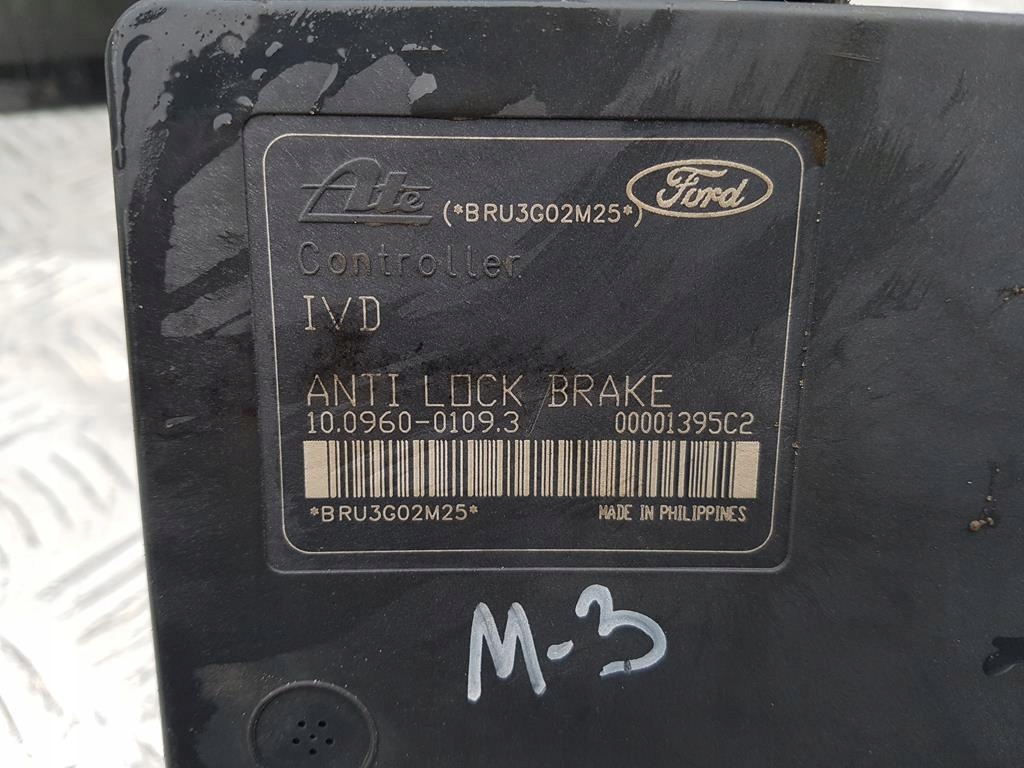 Ate (*BRU3G02M25*) Ford
Controller
IVD
ANTI LOCK BRAKE
10.0960-0109.3 00001395C2
*BRU3G02M25* MADE IN PHILIPPINES
M-3